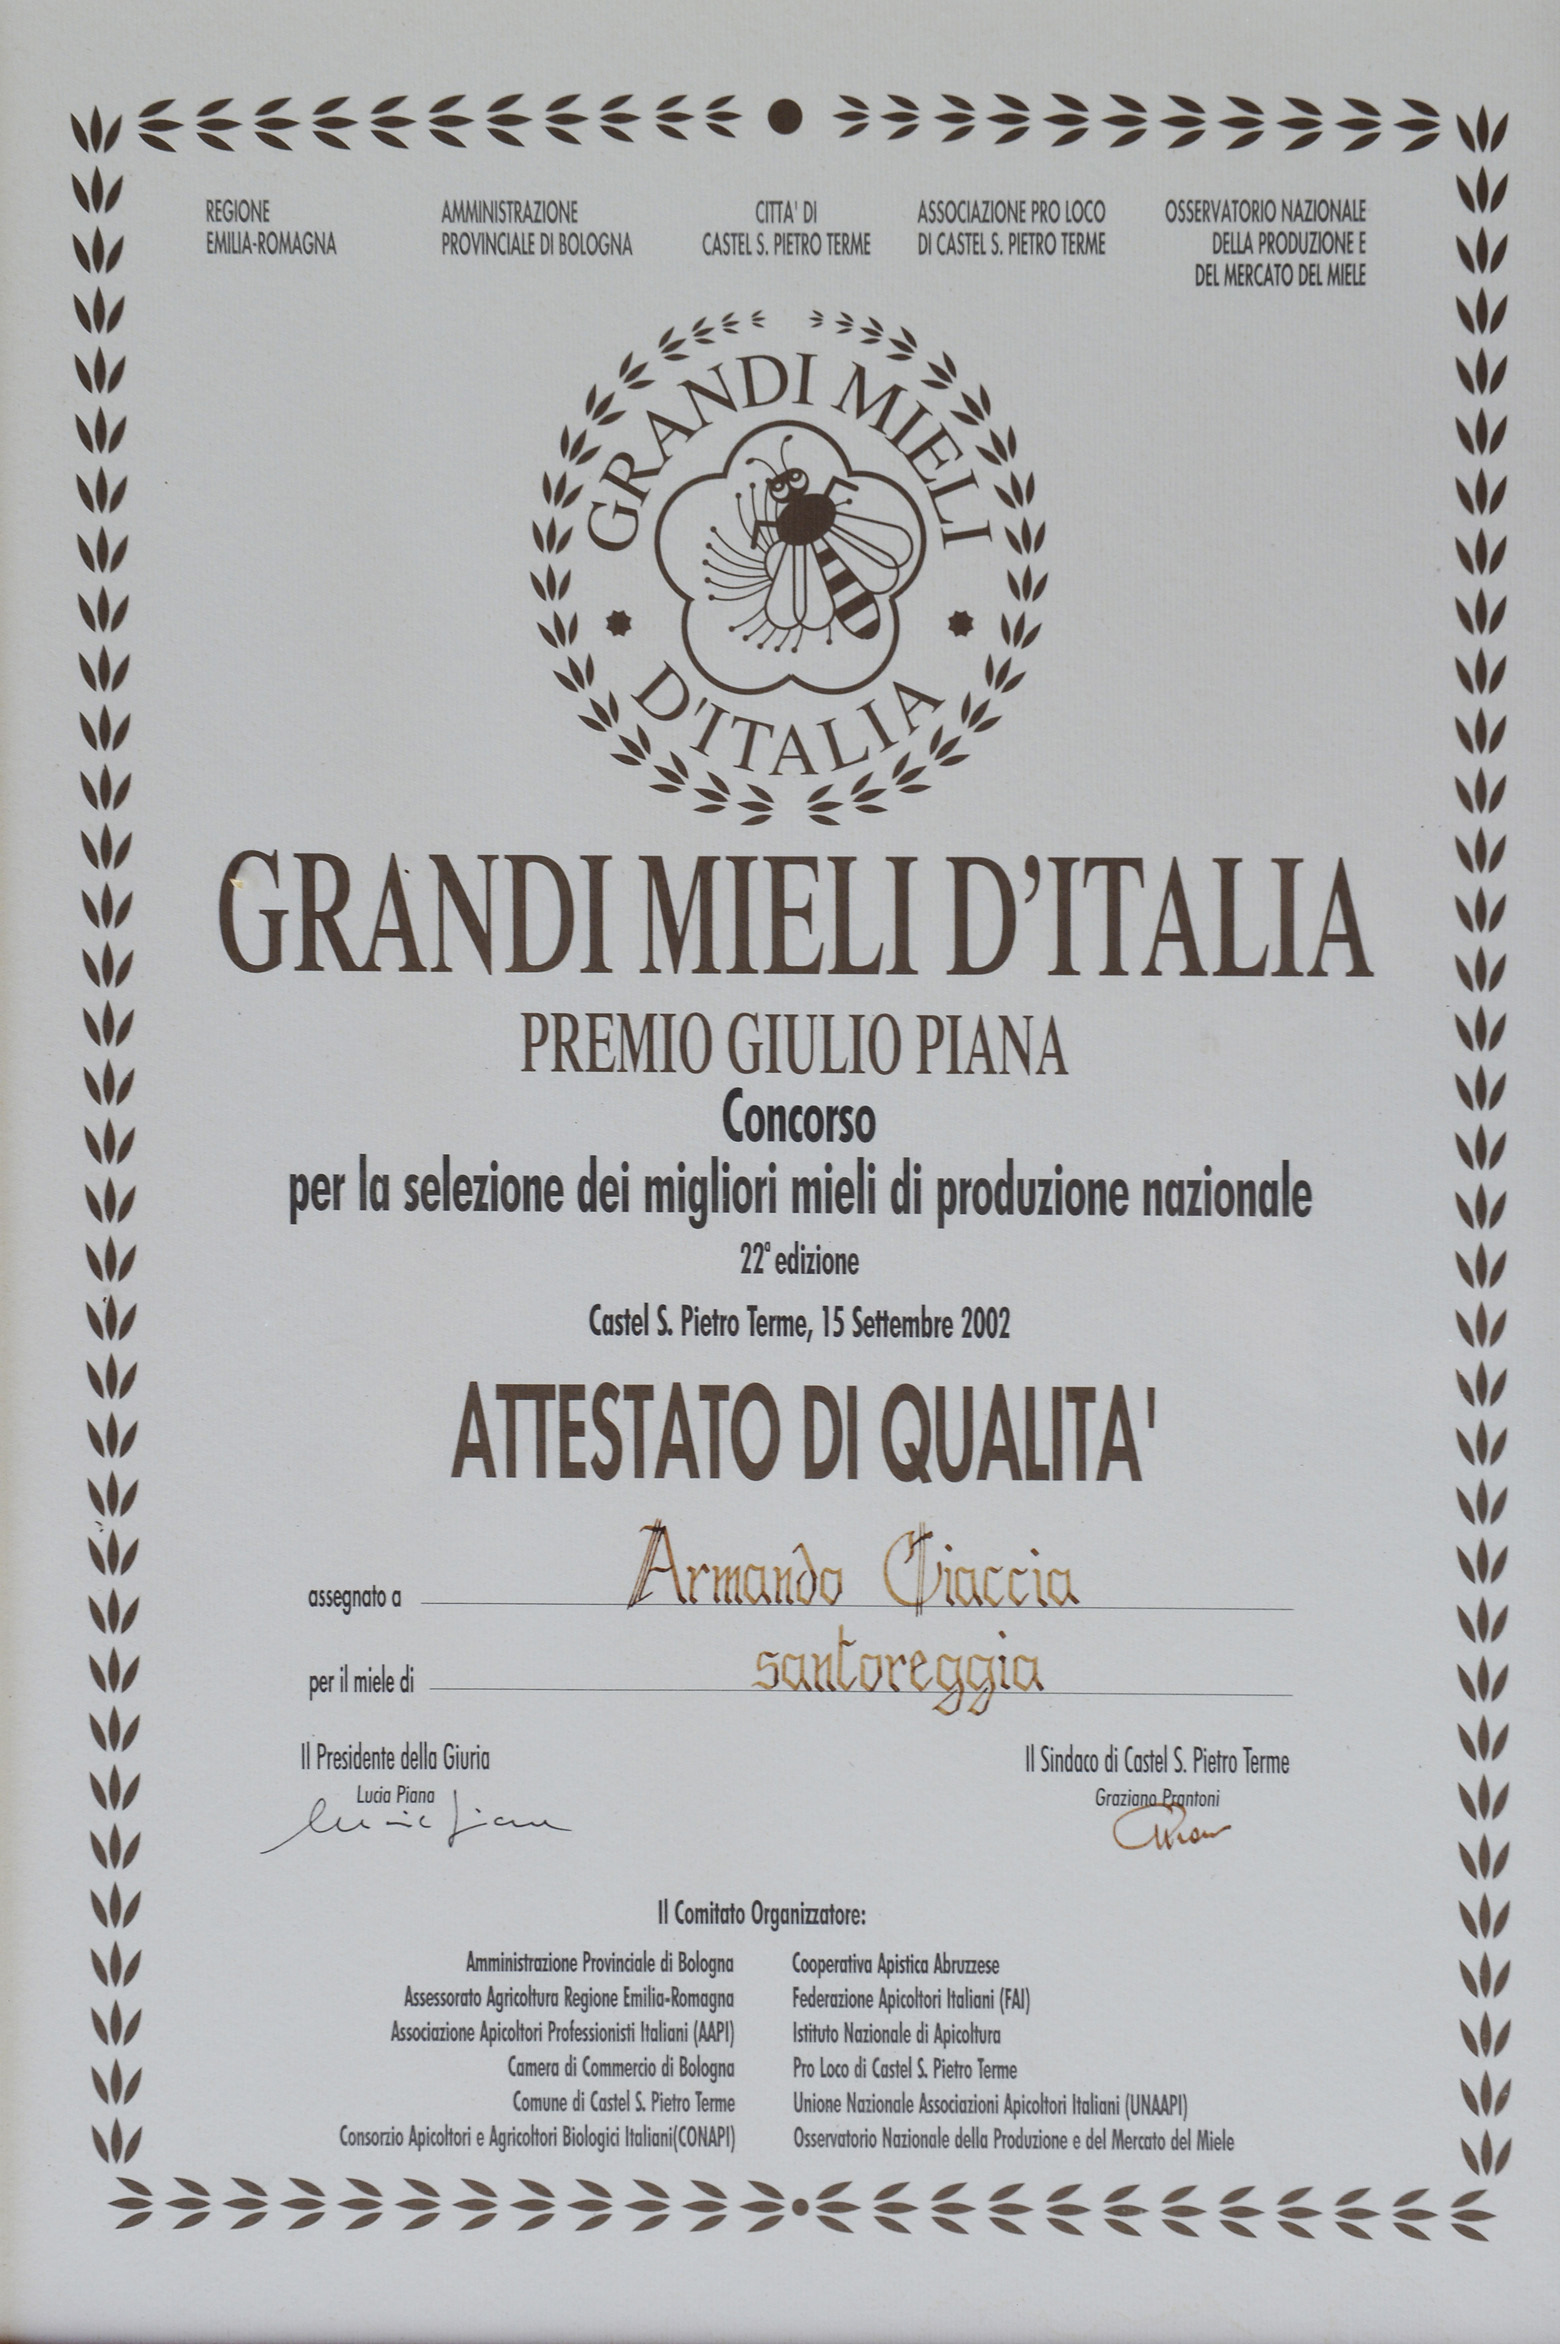 REGIONE
EMILIA-ROMAGNA
AMMINISTRAZIONE
PROVINCIALE DI BOLOGNA
CITTA' DI
CASTEL S. PIETRO TERME
ASSOCIAZIONE PRO LOCO
DI CASTEL S. PIETRO TERME
OSSERVATORIO NAZIONALE
DELLA PRODUZIONE E
DEL MERCATO DEL MIELE
GRANDI MIELI
D'ITALIA
GRANDI MIELI D'ITALIA
PREMIO GIULIO PIANA
Concorso
per la selezione dei migliori mieli di produzione nazionale
22ª edizione
Castel S. Pietro Terme, 15 Settembre 2002
ATTESTATO DI QUALITA'
assegnato a Armando Ciaccia
per il miele di santoreggia
Il Presidente della Giuria
Lucia Piana
Lucia Piana
Il Sindaco di Castel S. Pietro Terme
Graziano Prantoni
Il Comitato Organizzatore:
Amministrazione Provinciale di Bologna
Assessorato Agricoltura Regione Emilia-Romagna
Associazione Apicoltori Professionisti Italiani (AAPI)
Camera di Commercio di Bologna
Comune di Castel S. Pietro Terme
Consorzio Apicoltori e Agricoltori Biologici Italiani(CONAPI)
Cooperativa Apistica Abruzzese
Federazione Apicoltori Italiani (FAI)
Istituto Nazionale di Apicoltura
Pro Loco di Castel S. Pietro Terme
Unione Nazionale Associazioni Apicoltori Italiani (UNAAPI)
Osservatorio Nazionale della Produzione e del Mercato del Miele